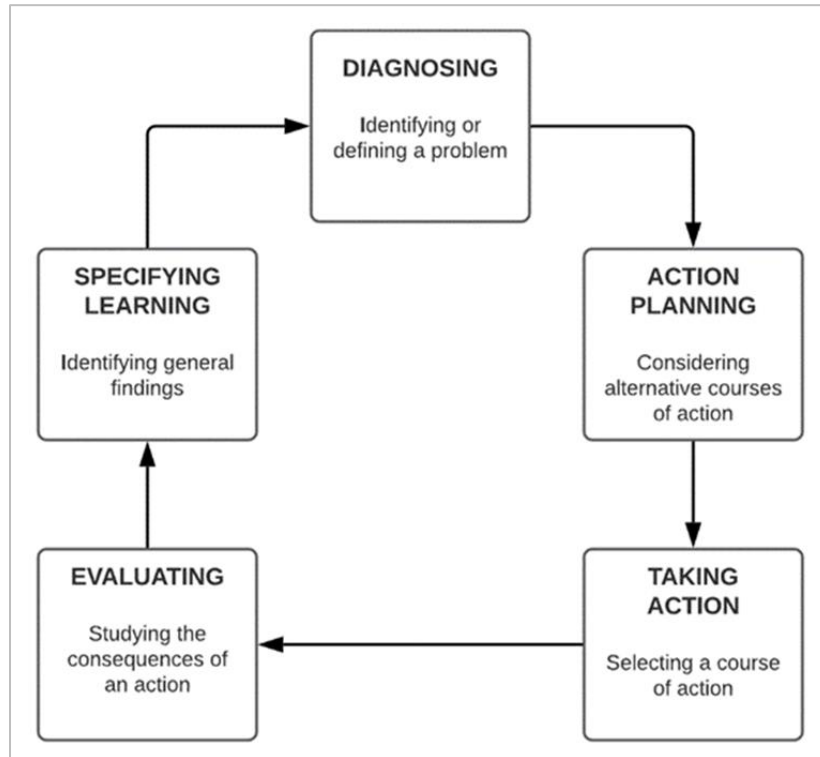 DIAGNOSING
Identifying or
defining a problem
ACTION
PLANNING
Considering
alternative courses
of action
TAKING
ACTION
Selecting a course
of action
EVALUATING
Studying the
consequences of
an action
SPECIFYING
LEARNING
Identifying general
findings